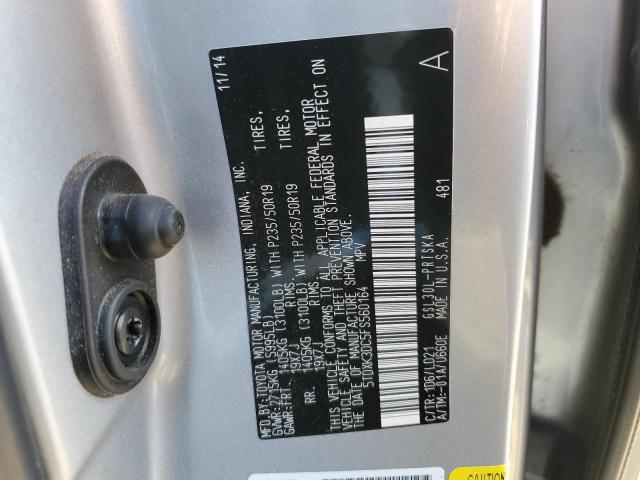 MFD. BY:TOYOTA MOTOR MANUFACTURING, INDIANA, INC. 11/14
GVWR: 2715KG (5995LB)
GAWR:FRT. 1405KG (3100LB) WITH P235/50R19 TIRES,
19X7J RIMS,
RR. 1405KG (3100LB) WITH P235/50R19 TIRES,
19X7J RIMS
THIS VEHICLE CONFORMS TO ALL APPLICABLE FEDERAL MOTOR
VEHICLE SAFETY AND THEFT PREVENTION STANDARDS IN EFFECT ON
THE DATE OF MANUFACTURE SHOWN ABOVE.
5TDXK3DC5FS560164 MPV
A
481
C/TR:1D6/LD21 GSL30L-PRTSKA
A/TM:-01A/U660E MADE IN U.S.A.
CAUTION